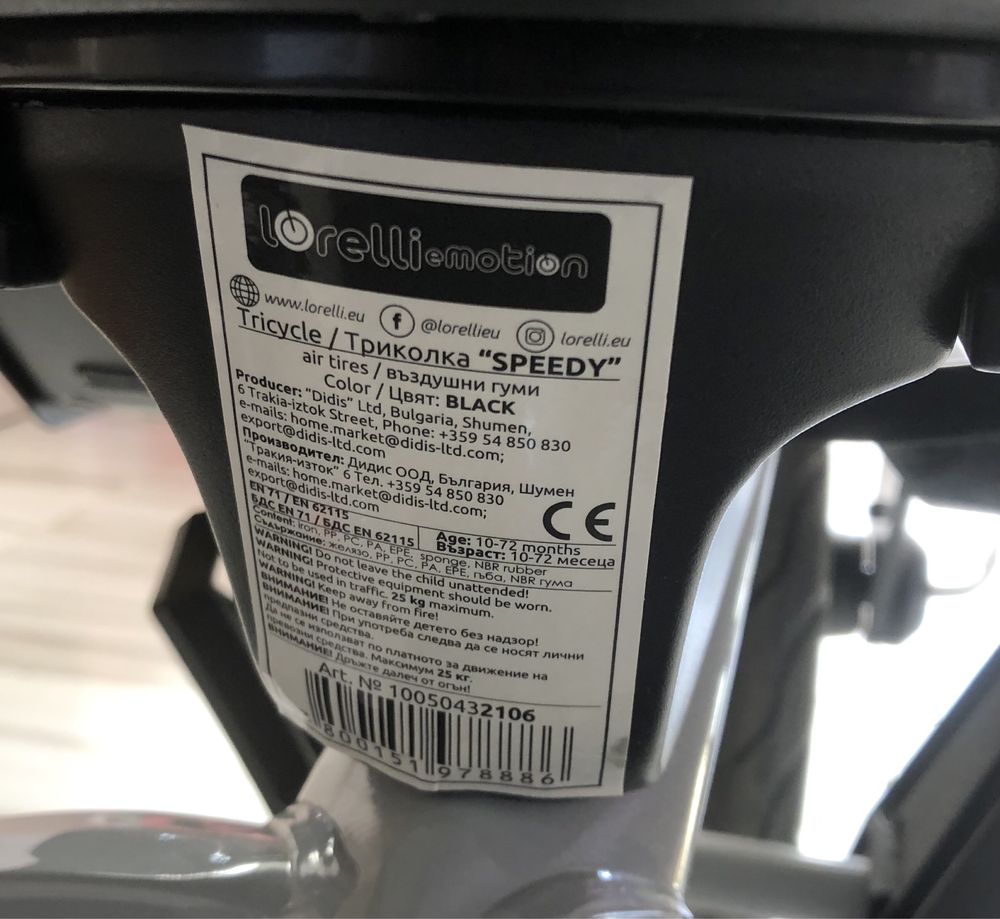 lorelli emotion
www.lorelli.eu @lorellieu lorelli.eu
Tricycle / Триколка “SPEEDY”
air tires / въздушни гуми
Color / Цвят: BLACK
Producer: “Didis” Ltd, Bulgaria, Shumen,
6 Trakia-iztok Street, Phone: +359 54 850 830
e-mails: home.market@didis-ltd.com;
export@didis-ltd.com
Производител: Дидис ООД, България, Шумен
“Тракия-изток” 6 Тел. +359 54 850 830
e-mails: home.market@didis-ltd.com;
export@didis-ltd.com
CE
EN 71 / EN 62115
БДС EN 71 / БДС EN 62115
Age: 10-72 months
Възраст: 10-72 месеца
Content: iron, PP, PC, PA, EPE, sponge, NBR rubber
Съдържание: желязо, PP, PC, PA, EPE, гъба, NBR гума
WARNING! Do not leave the child unattended!
WARNING! Protective equipment should be worn.
Not to be used in traffic. 25 kg maximum.
WARNING! Keep away from fire!
ВНИМАНИЕ! Не оставяйте детето без надзор!
ВНИМАНИЕ! При употреба следва да се носят лични
предпазни средства.
Да не се използват по платното за движение на
превозни средства. Максимум 25 кг.
ВНИМАНИЕ! Дръжте далеч от огън!
Art. № 10050432106
800151 978886